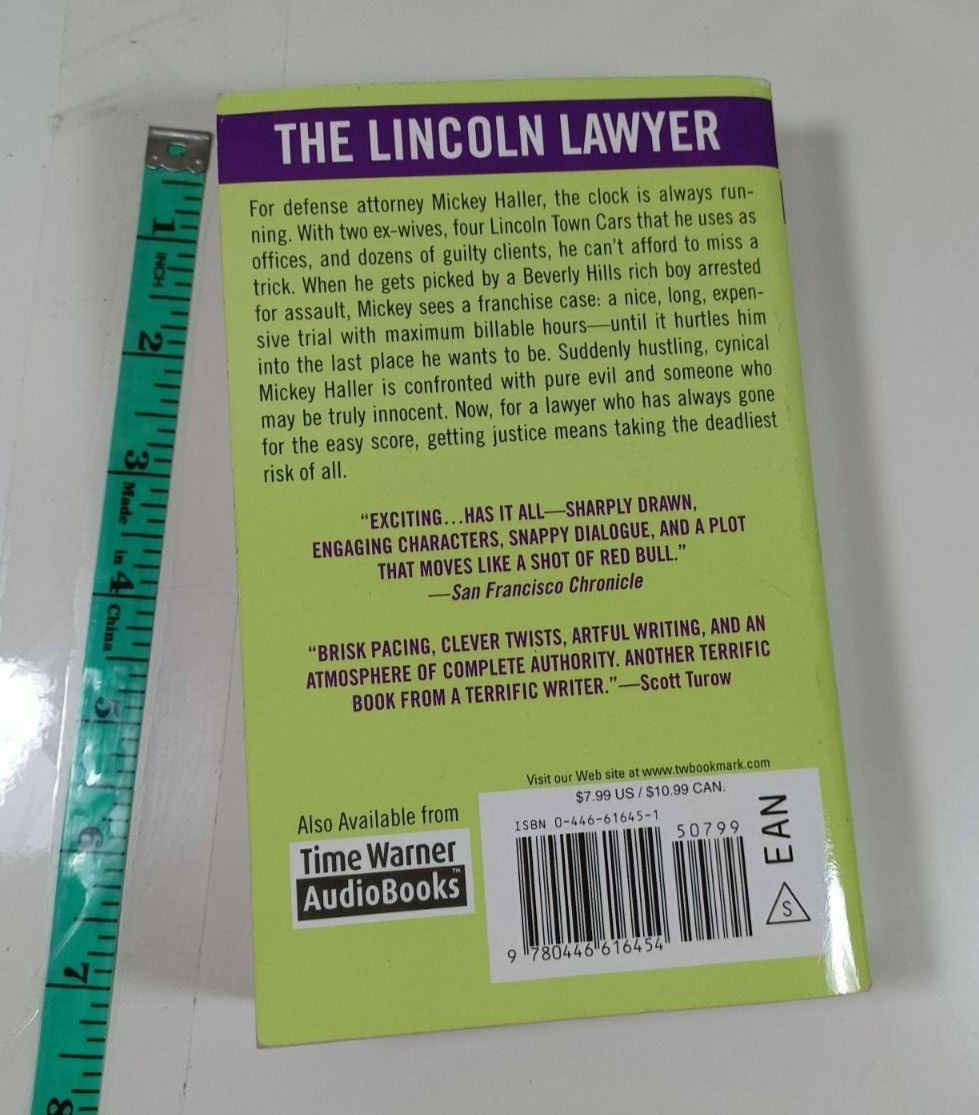 THE LINCOLN LAWYER
For defense attorney Mickey Haller, the clock is always run-
ning. With two ex-wives, four Lincoln Town Cars that he uses as
offices, and dozens of guilty clients, he can't afford to miss a
trick. When he gets picked by a Beverly Hills rich boy arrested
for assault, Mickey sees a franchise case: a nice, long, expen-
sive trial with maximum billable hours—until it hurtles him
into the last place he wants to be. Suddenly hustling, cynical
Mickey Haller is confronted with pure evil and someone who
may be truly innocent. Now, for a lawyer who has always gone
for the easy score, getting justice means taking the deadliest
risk of all.
“EXCITING...HAS IT ALL—SHARPLY DRAWN,
ENGAGING CHARACTERS, SNAPPY DIALOGUE, AND A PLOT
THAT MOVES LIKE A SHOT OF RED BULL.”
—San Francisco Chronicle
“BRISK PACING, CLEVER TWISTS, ARTFUL WRITING, AND AN
ATMOSPHERE OF COMPLETE AUTHORITY. ANOTHER TERRIFIC
BOOK FROM A TERRIFIC WRITER.”—Scott Turow
Visit our Web site at www.twbookmark.com
$7.99 US / $10.99 CAN.
ISBN 0-446-61645-1
50799
EAN
S
9 780446 616454
Also Available from
Time Warner
AudioBooks™
1 INCH
2
3 Made in 4 China
5
6
7
8